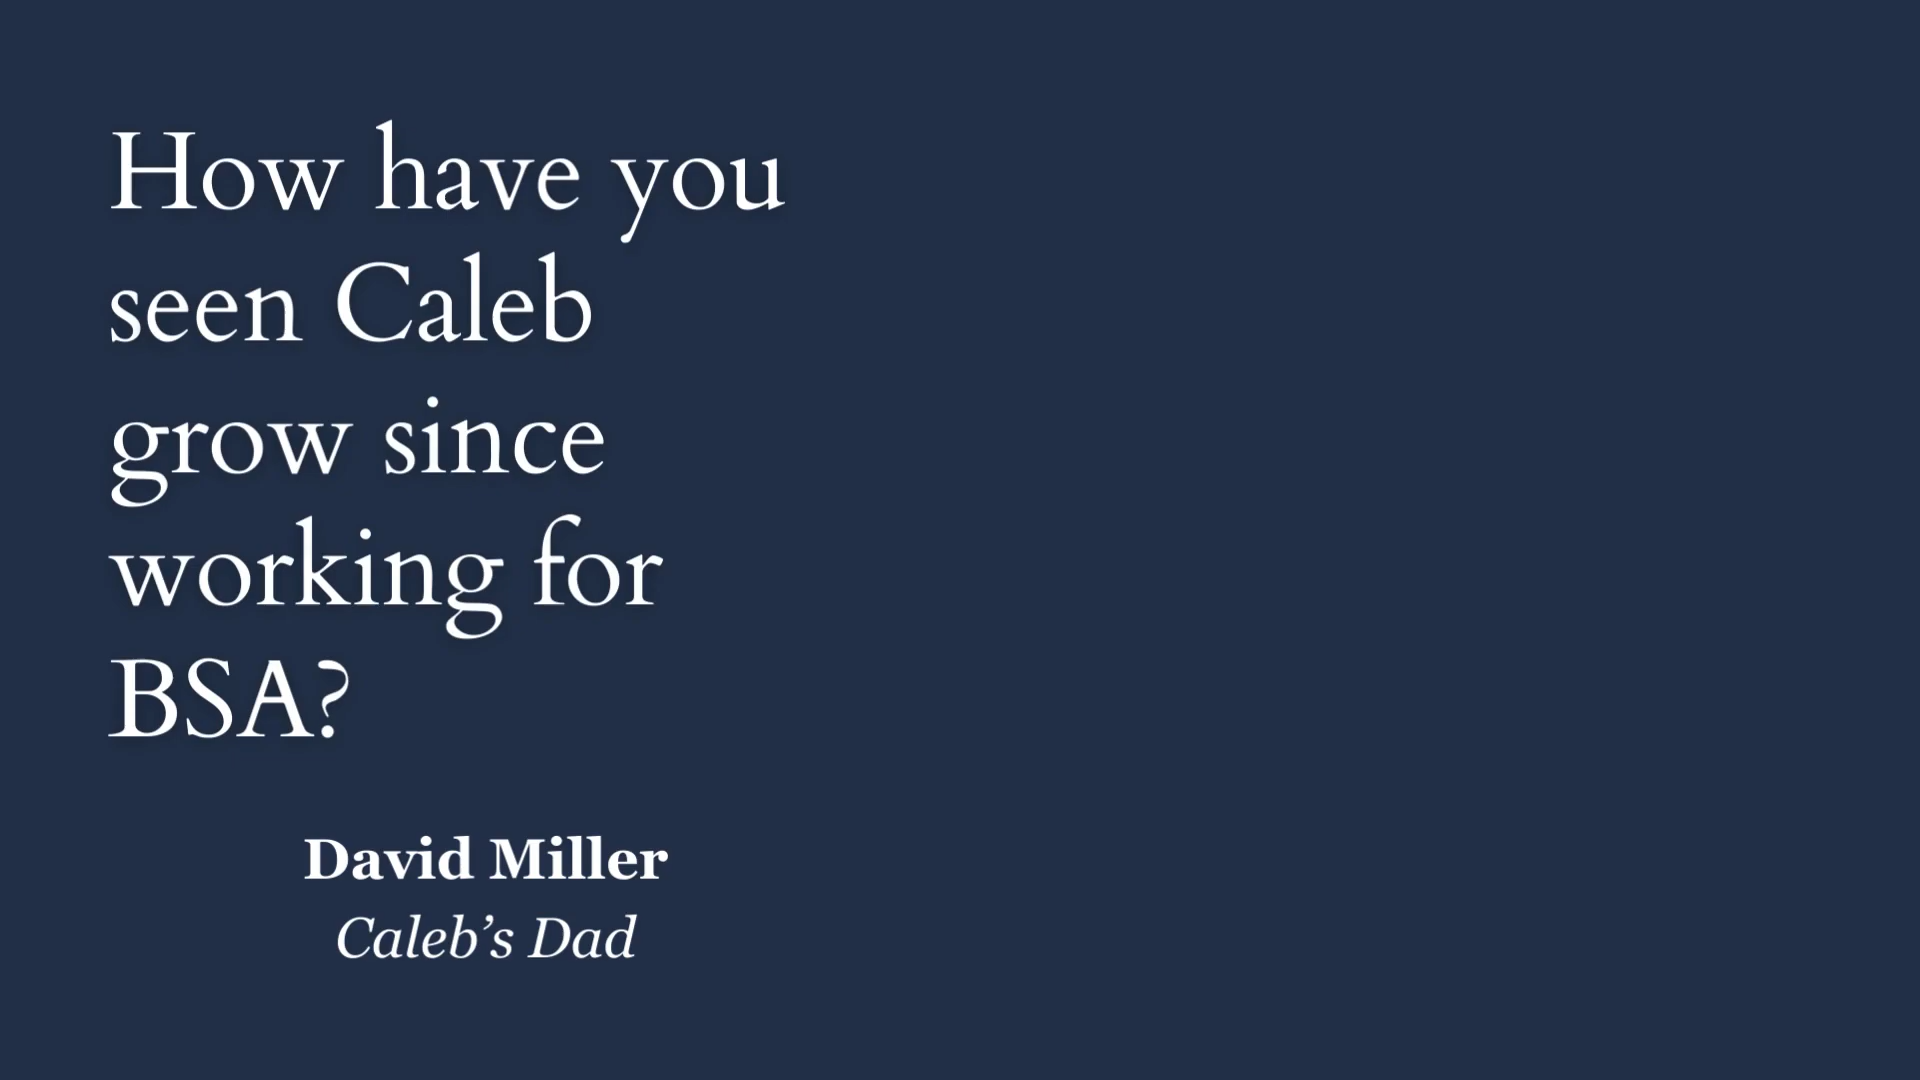 How have you
seen Caleb
grow since
working for
BSA?
David Miller
Caleb’s Dad